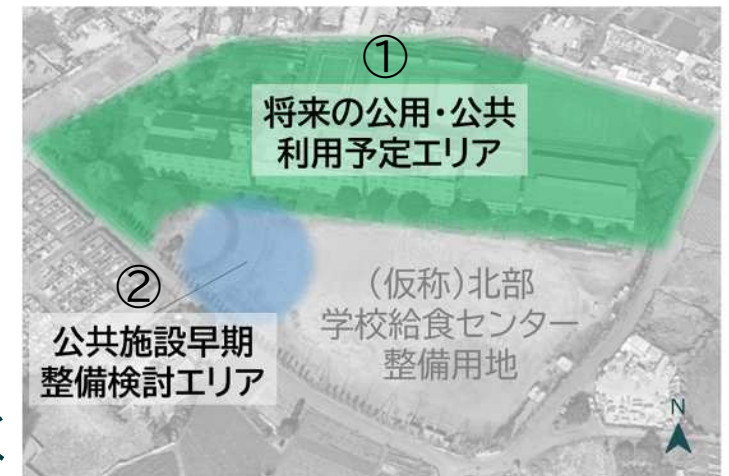 ①
将来の公用・公共
利用予定エリア
②
公共施設早期
整備検討エリア
（仮称）北部
学校給食センター
整備用地
N